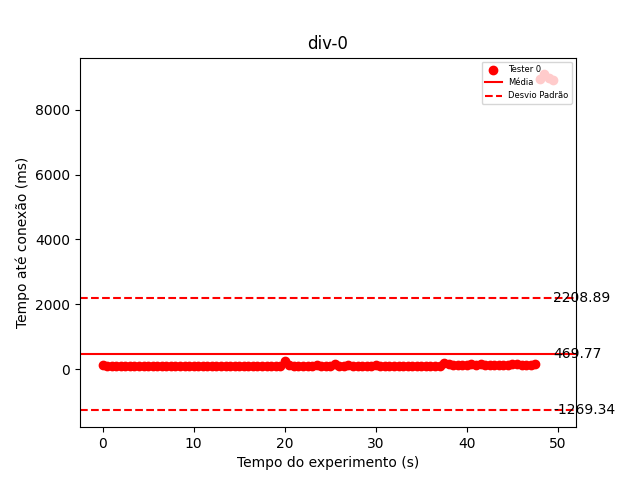 div-0
Tester 0
Média
Desvio Padrão
Tempo até conexão (ms)
8000
6000
4000
2000
0
2208.89
469.77
-1269.34
0
10
20
30
40
50
Tempo do experimento (s)